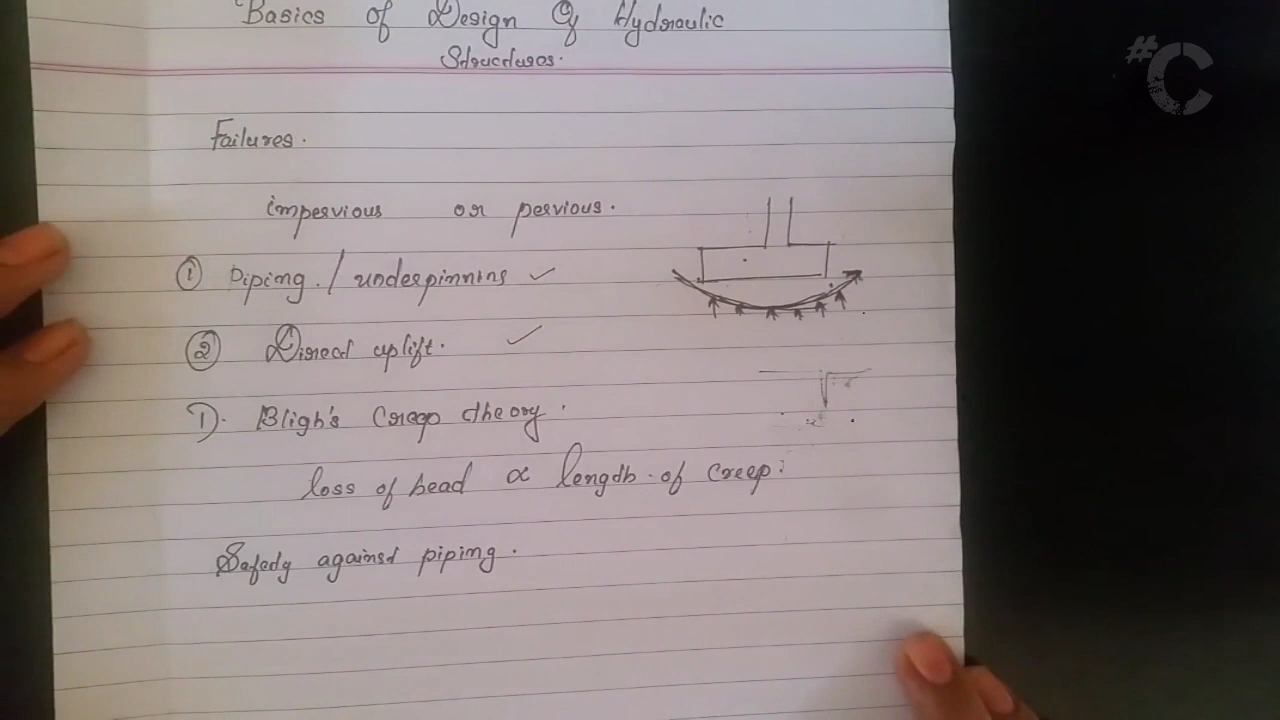 Basics of Design Of Hydraulic
Structures.
Failures.
impervious or pervious.
① Piping / underpinning ✓
② Direct uplift. ✓
1). Bligh's Creep theory.
loss of head ∝ length of creep.
Safety against piping.
#C